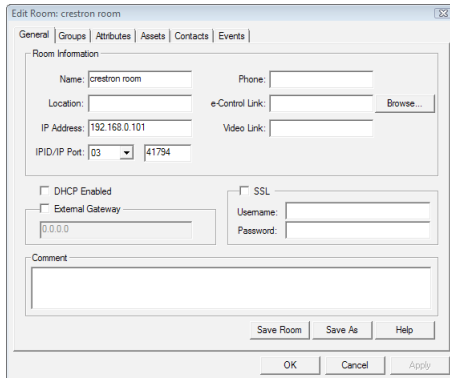 Edit Room: crestron room
General Groups Attributes Assets Contacts Events
Room Information
Name: crestron room Phone:
Location: e-Control Link: Browse...
IP Address: 192.168.0.101 Video Link:
IPID/IP Port: 03 41794
DHCP Enabled SSL
External Gateway Username:
0.0.0.0 Password:
Comment
Save Room Save As Help
OK Cancel Apply